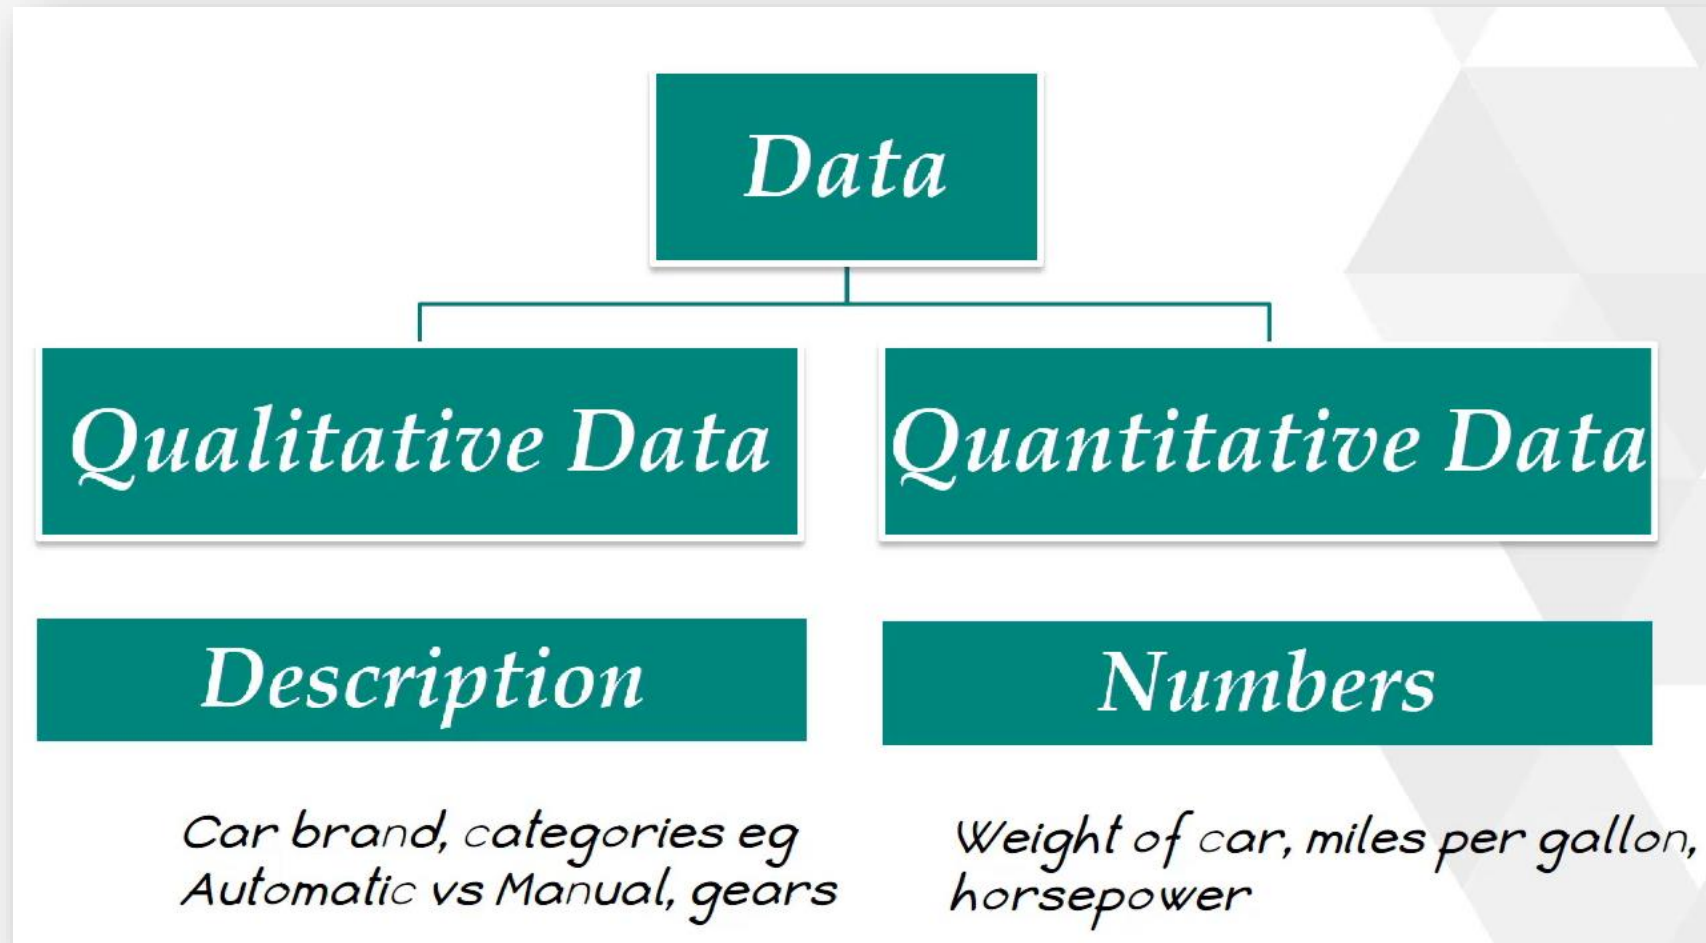 Data
Qualitative Data
Quantitative Data
Description
Numbers
Car brand, categories eg
Automatic vs Manual, gears
Weight of car, miles per gallon,
horsepower